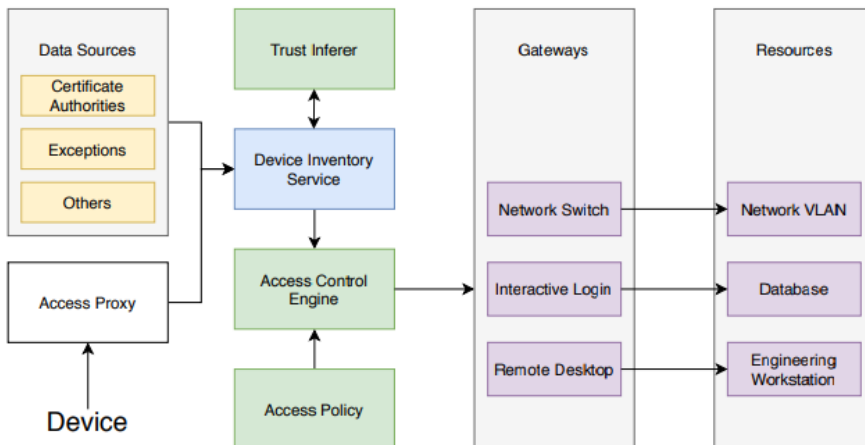 Data Sources
Certificate
Authorities
Exceptions
Others
Access Proxy
Device
Trust Inferer
Device Inventory
Service
Access Control
Engine
Access Policy
Gateways
Network Switch
Interactive Login
Remote Desktop
Resources
Network VLAN
Database
Engineering
Workstation